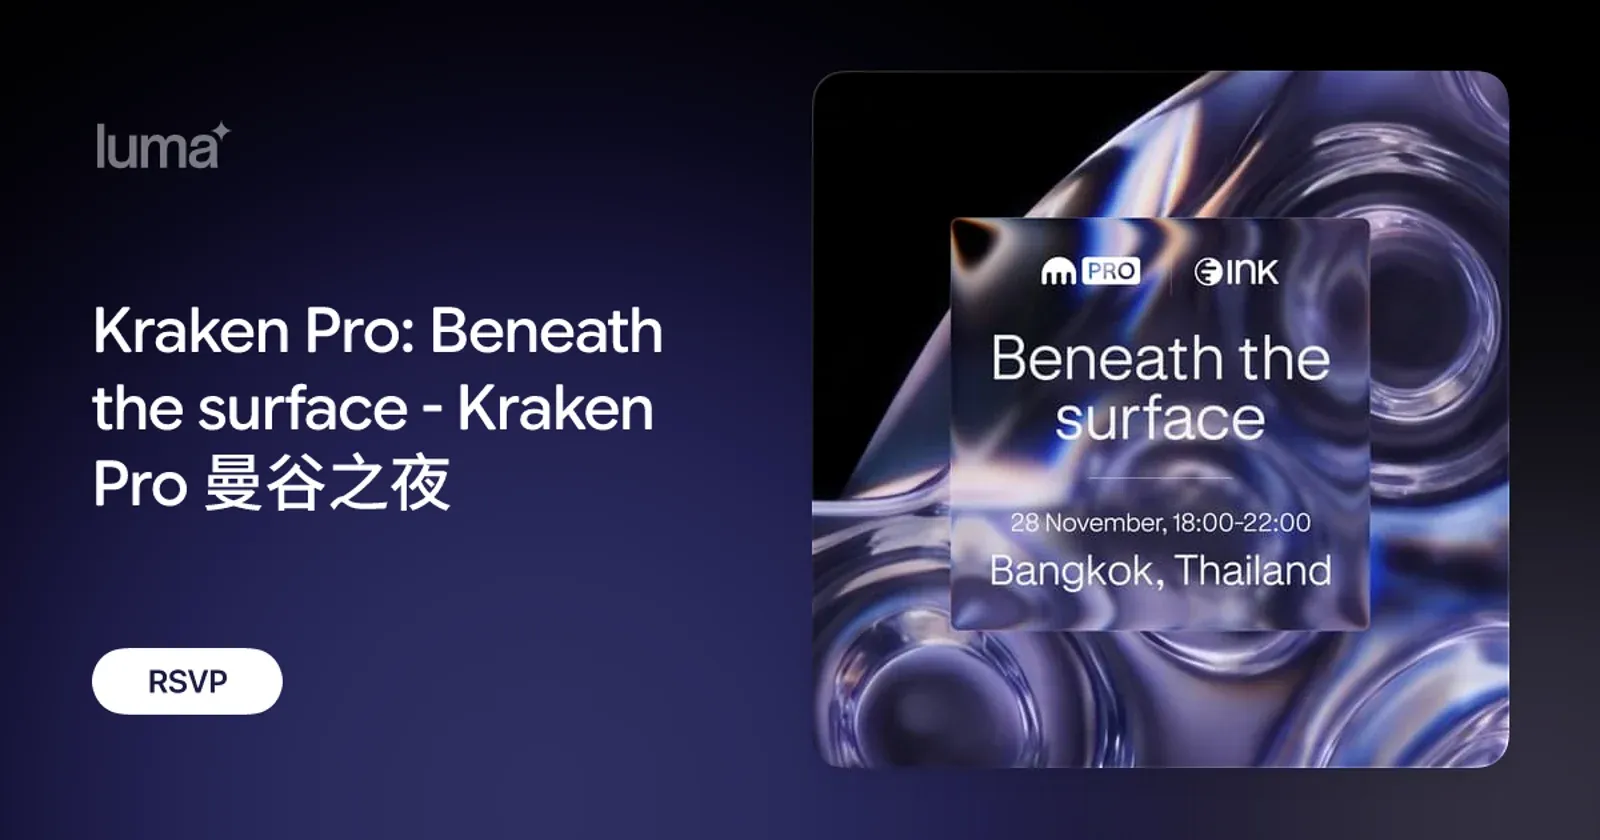 luma
Kraken Pro: Beneath
the surface - Kraken
Pro 曼谷之夜
RSVP
PRO
INK
Beneath the
surface
28 November, 18:00-22:00
Bangkok, Thailand